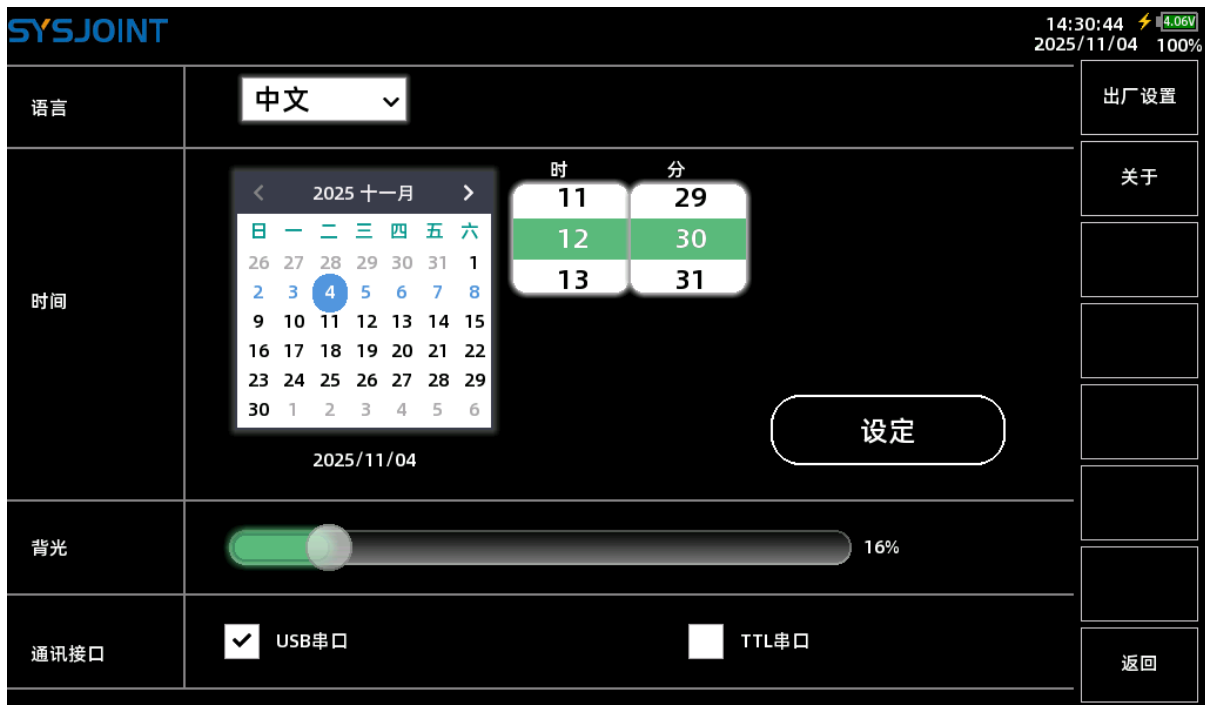 SYSJOINT
14:30:44 4.06V
2025/11/04 100%
语言
中文
出厂设置
关于
时间
2025 十一月
日 一 二 三 四 五 六
26 27 28 29 30 31 1
2 3 4 5 6 7 8
9 10 11 12 13 14 15
16 17 18 19 20 21 22
23 24 25 26 27 28 29
30 1 2 3 4 5 6
2025/11/04
时 分
11 29
12 30
13 31
设定
背光
16%
通讯接口
USB串口
TTL串口
返回